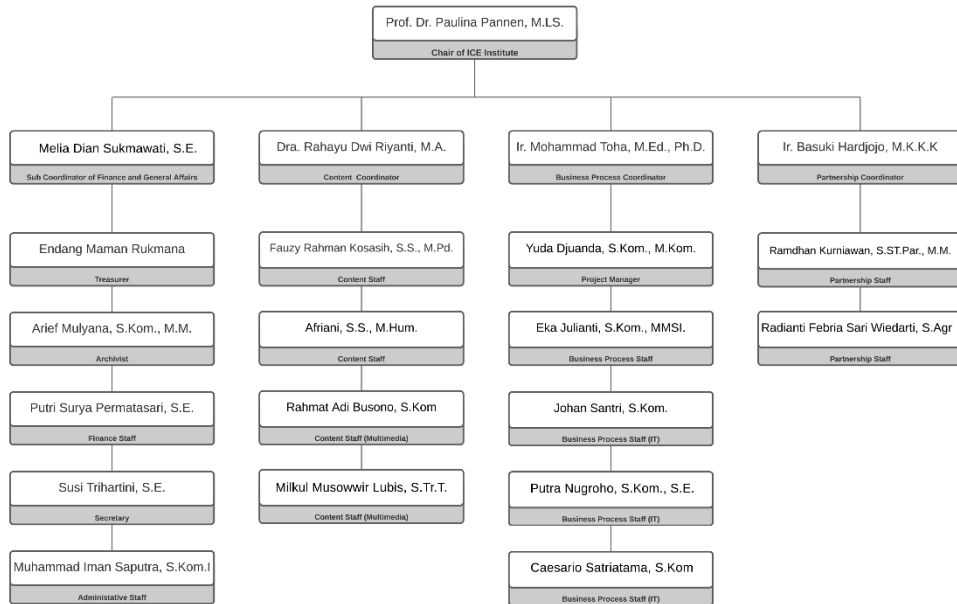 Prof. Dr. Paulina Pannen, M.LS.
Chair of ICE Institute
Melia Dian Sukmawati, S.E.
Sub Coordinator of Finance and General Affairs
Endang Maman Rukmana
Treasurer
Arief Mulyana, S.Kom., M.M.
Archivist
Putri Surya Permatasari, S.E.
Finance Staff
Susi Trihartini, S.E.
Secretary
Muhammad Iman Saputra, S.Kom.I
Administative Staff
Dra. Rahayu Dwi Riyanti, M.A.
Content Coordinator
Fauzy Rahman Kosasih, S.S., M.Pd.
Content Staff
Afriani, S.S., M.Hum.
Content Staff
Rahmat Adi Busono, S.Kom
Content Staff (Multimedia)
Milkul Musowwir Lubis, S.Tr.T.
Content Staff (Multimedia)
Ir. Mohammad Toha, M.Ed., Ph.D.
Business Process Coordinator
Yuda Djuanda, S.Kom., M.Kom.
Project Manager
Eka Julianti, S.Kom., MMSI.
Business Process Staff
Johan Santri, S.Kom.
Business Process Staff (IT)
Putra Nugroho, S.Kom., S.E.
Business Process Staff (IT)
Caesario Satriatama, S.Kom
Business Process Staff (IT)
Ir. Basuki Hardjojo, M.K.K.K
Partnership Coordinator
Ramdhan Kurniawan, S.ST.Par., M.M.
Partnership Staff
Radianti Febria Sari Wiedarti, S.Agr
Partnership Staff